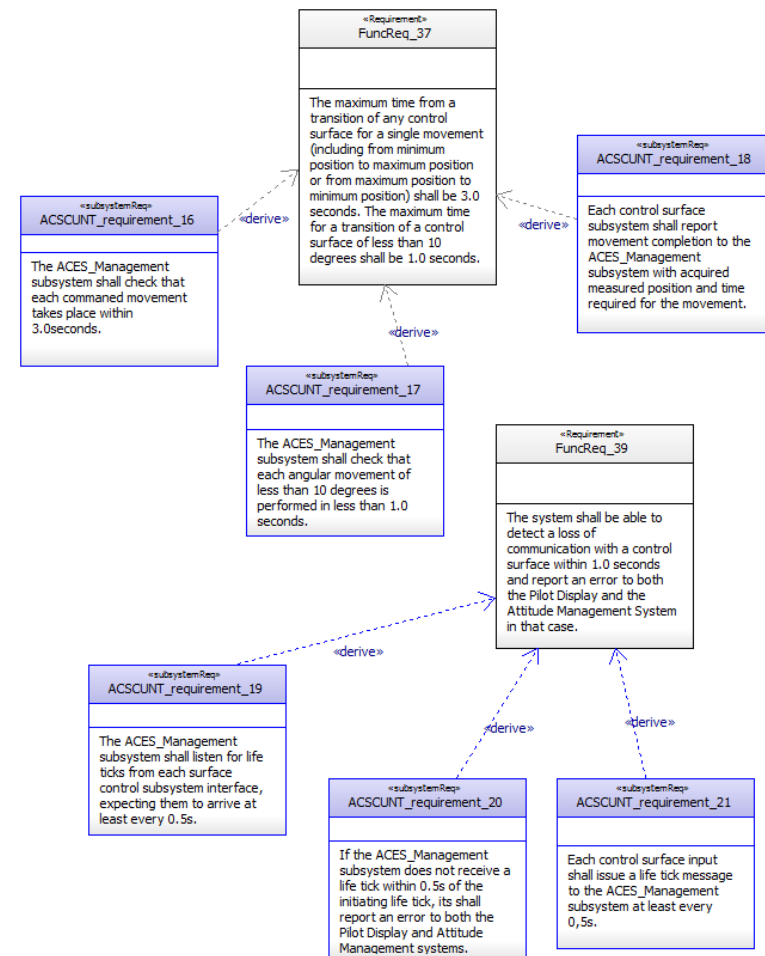 «Requirement»
FuncReq_37
The maximum time from a
transition of any control
surface for a single movement
(including from minimum
position to maximum position
or from maximum position to
minimum position) shall be 3.0
seconds. The maximum time
for a transition of a control
surface of less than 10
degrees shall be 1.0 seconds.
«subsystemReq»
ACSCUNT_requirement_18
Each control surface
subsystem shall report
movement completion to the
ACES_Management
subsystem with acquired
measured position and time
required for the movement.
«subsystemReq»
ACSCUNT_requirement_16
The ACES_Management
subsystem shall check that
each commaned movement
takes place within
3.0seconds.
«derive»
«derive»
«derive»
«subsystemReq»
ACSCUNT_requirement_17
The ACES_Management
subsystem shall check that
each angular movement of
less than 10 degrees is
performed in less than 1.0
seconds.
«Requirement»
FuncReq_39
The system shall be able to
detect a loss of
communication with a control
surface within 1.0 seconds
and report an error to both
the Pilot Display and the
Attitude Management System
in that case.
«derive»
«subsystemReq»
ACSCUNT_requirement_19
The ACES_Management
subsystem shall listen for life
ticks from each surface
control subsystem interface,
expecting them to arrive at
least every 0.5s.
«derive»
«derive»
«subsystemReq»
ACSCUNT_requirement_20
If the ACES_Management
subsystem does not receive a
life tick within 0.5s of the
initiating life tick, its shall
report an error to both the
Pilot Display and Attitude
Management systems.
«subsystemReq»
ACSCUNT_requirement_21
Each control surface input
shall issue a life tick message
to the ACES_Management
subsystem at least every
0,5s.